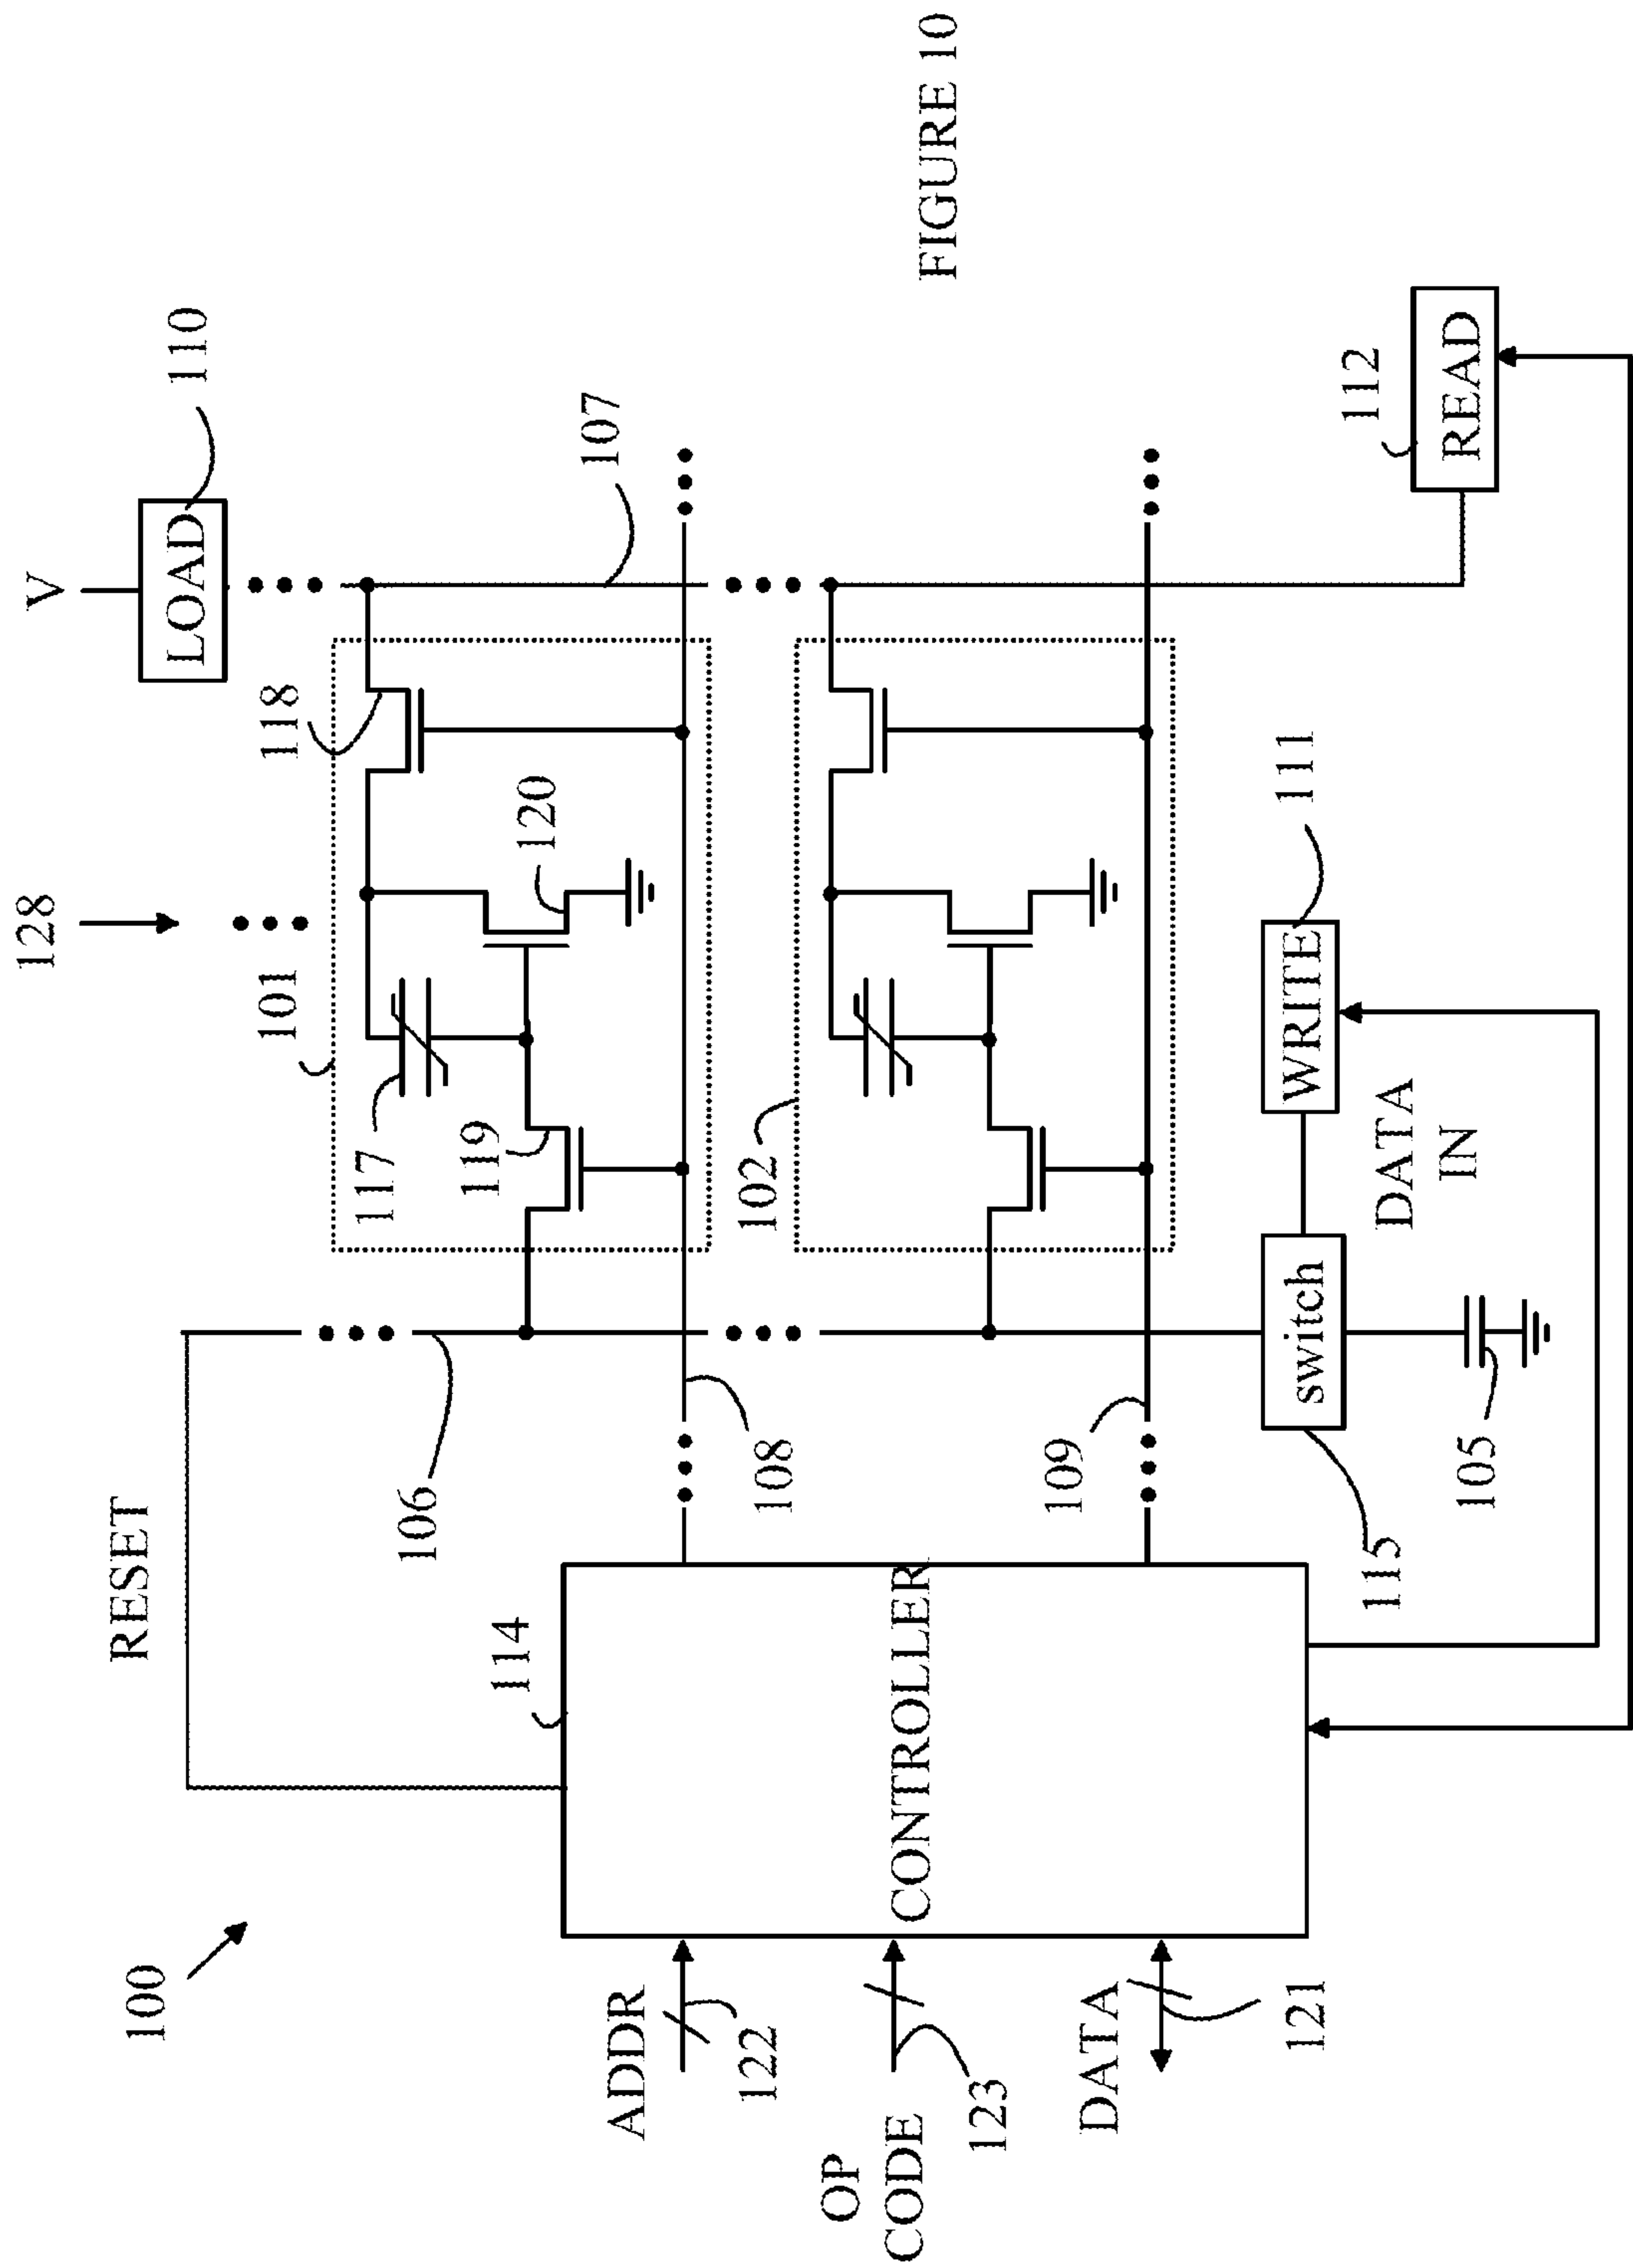 100
RESET
128
V
LOAD
110
101
118
117
119
120
106
107
114
108
ADDR
122
CONTROLLER
OP
CODE
123
102
109
DATA
121
115
switch
WRITE
111
DATA
IN
105
112
READ
FIGURE 10